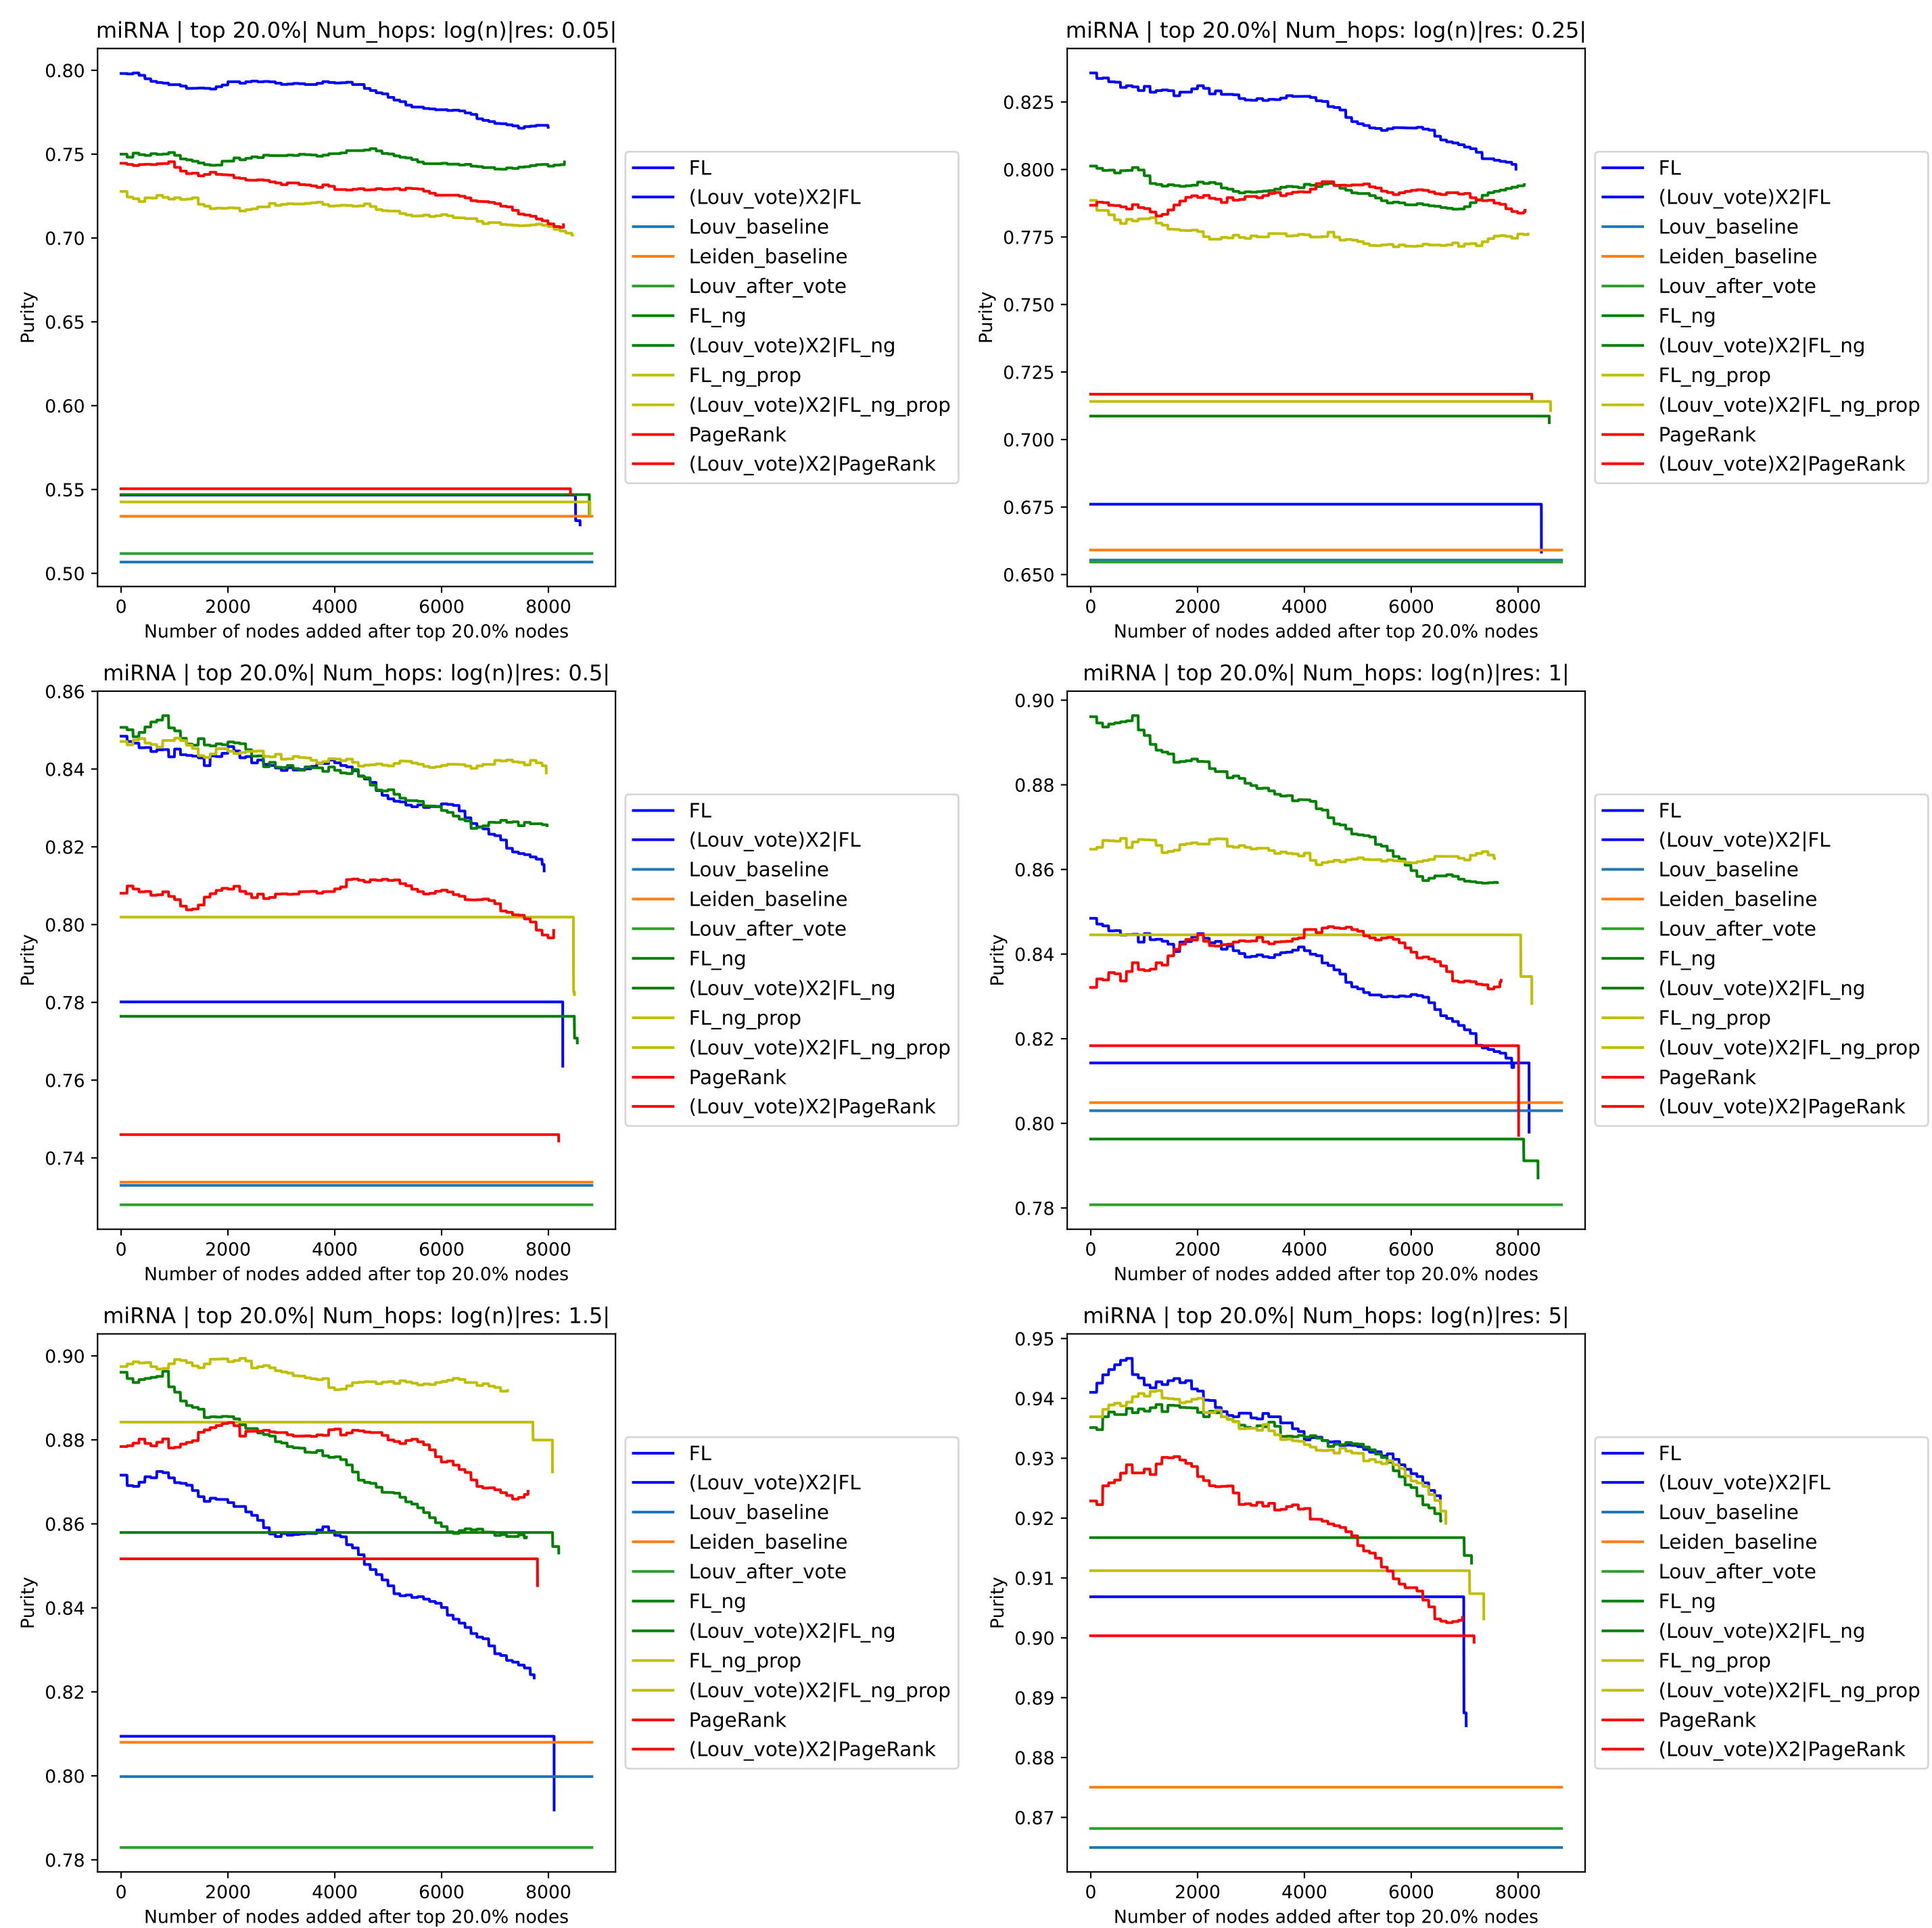 miRNA | top 20.0%| Num_hops: log(n)|res: 0.05|
0.80
0.75
0.70
0.65
0.60
0.55
0.50
Purity
0 2000 4000 6000 8000
Number of nodes added after top 20.0% nodes
FL
(Louv_vote)X2|FL
Louv_baseline
Leiden_baseline
Louv_after_vote
FL_ng
(Louv_vote)X2|FL_ng
FL_ng_prop
(Louv_vote)X2|FL_ng_prop
PageRank
(Louv_vote)X2|PageRank
miRNA | top 20.0%| Num_hops: log(n)|res: 0.25|
0.825
0.800
0.775
0.750
0.725
0.700
0.675
0.650
Purity
0 2000 4000 6000 8000
Number of nodes added after top 20.0% nodes
FL
(Louv_vote)X2|FL
Louv_baseline
Leiden_baseline
Louv_after_vote
FL_ng
(Louv_vote)X2|FL_ng
FL_ng_prop
(Louv_vote)X2|FL_ng_prop
PageRank
(Louv_vote)X2|PageRank
miRNA | top 20.0%| Num_hops: log(n)|res: 0.5|
0.86
0.84
0.82
0.80
0.78
0.76
0.74
Purity
0 2000 4000 6000 8000
Number of nodes added after top 20.0% nodes
FL
(Louv_vote)X2|FL
Louv_baseline
Leiden_baseline
Louv_after_vote
FL_ng
(Louv_vote)X2|FL_ng
FL_ng_prop
(Louv_vote)X2|FL_ng_prop
PageRank
(Louv_vote)X2|PageRank
miRNA | top 20.0%| Num_hops: log(n)|res: 1|
0.90
0.88
0.86
0.84
0.82
0.80
0.78
Purity
0 2000 4000 6000 8000
Number of nodes added after top 20.0% nodes
FL
(Louv_vote)X2|FL
Louv_baseline
Leiden_baseline
Louv_after_vote
FL_ng
(Louv_vote)X2|FL_ng
FL_ng_prop
(Louv_vote)X2|FL_ng_prop
PageRank
(Louv_vote)X2|PageRank
miRNA | top 20.0%| Num_hops: log(n)|res: 1.5|
0.90
0.88
0.86
0.84
0.82
0.80
0.78
Purity
0 2000 4000 6000 8000
Number of nodes added after top 20.0% nodes
FL
(Louv_vote)X2|FL
Louv_baseline
Leiden_baseline
Louv_after_vote
FL_ng
(Louv_vote)X2|FL_ng
FL_ng_prop
(Louv_vote)X2|FL_ng_prop
PageRank
(Louv_vote)X2|PageRank
miRNA | top 20.0%| Num_hops: log(n)|res: 5|
0.95
0.94
0.93
0.92
0.91
0.90
0.89
0.88
0.87
Purity
0 2000 4000 6000 8000
Number of nodes added after top 20.0% nodes
FL
(Louv_vote)X2|FL
Louv_baseline
Leiden_baseline
Louv_after_vote
FL_ng
(Louv_vote)X2|FL_ng
FL_ng_prop
(Louv_vote)X2|FL_ng_prop
PageRank
(Louv_vote)X2|PageRank